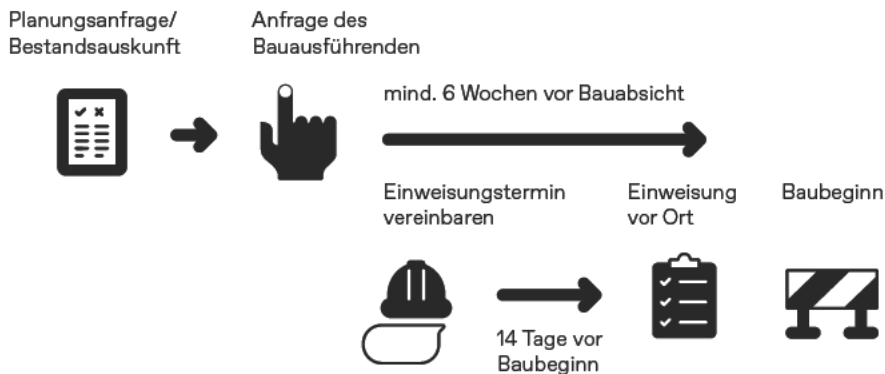 Planungsanfrage/
Bestandsauskunft
Anfrage des
Bauausführenden
mind. 6 Wochen vor Bauabsicht
Einweisungstermin
vereinbaren
Einweisung
vor Ort
Baubeginn
14 Tage vor
Baubeginn